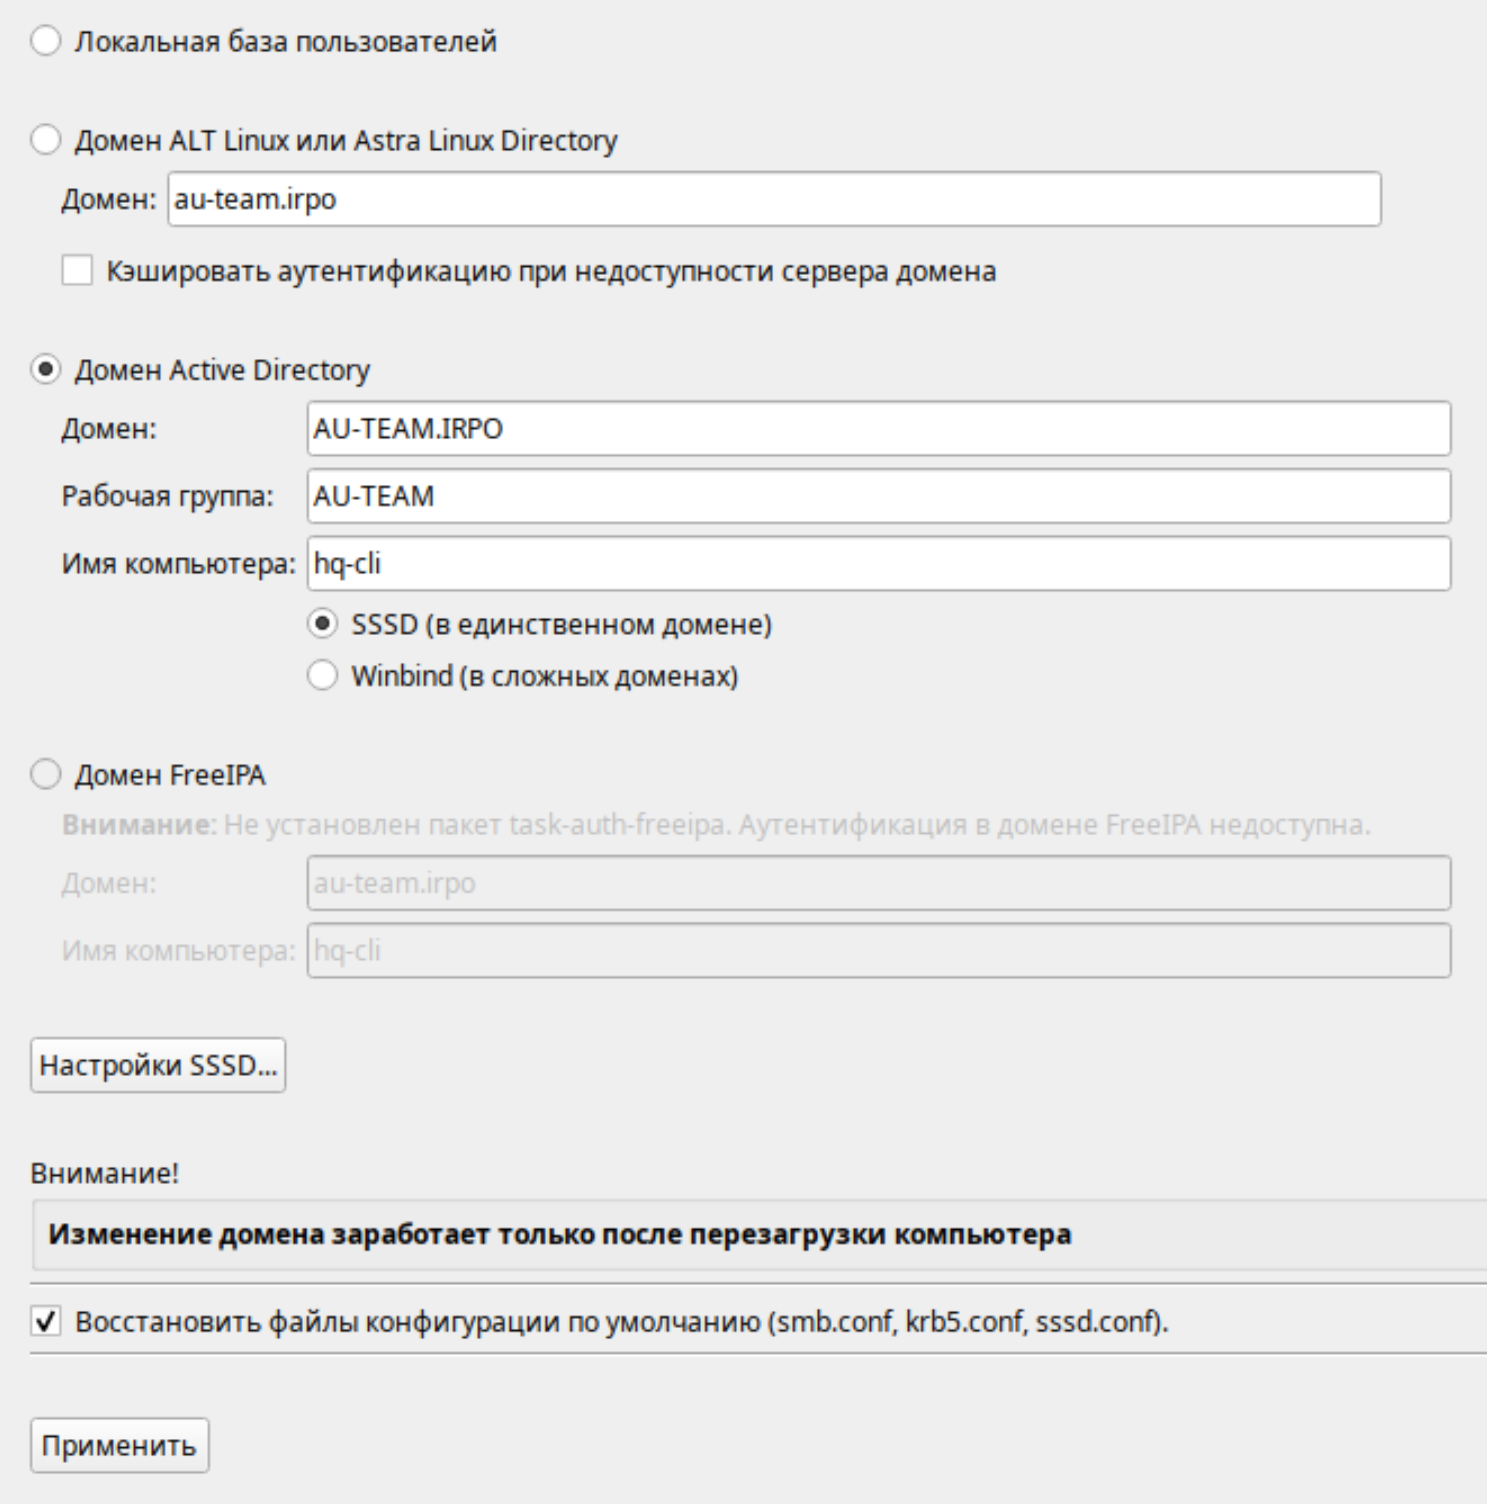 Локальная база пользователей
Домен ALT Linux или Astra Linux Directory
Домен: au-team.irpo
Кэшировать аутентификацию при недоступности сервера домена
Домен Active Directory
Домен: AU-TEAM.IRPO
Рабочая группа: AU-TEAM
Имя компьютера: hq-cli
SSSD (в единственном домене)
Winbind (в сложных доменах)
Домен FreeIPA
Внимание: Не установлен пакет task-auth-freeipa. Аутентификация в домене FreeIPA недоступна.
Домен: au-team.irpo
Имя компьютера: hq-cli
Настройки SSSD...
Внимание!
Изменение домена заработает только после перезагрузки компьютера
Восстановить файлы конфигурации по умолчанию (smb.conf, krb5.conf, sssd.conf).
Применить